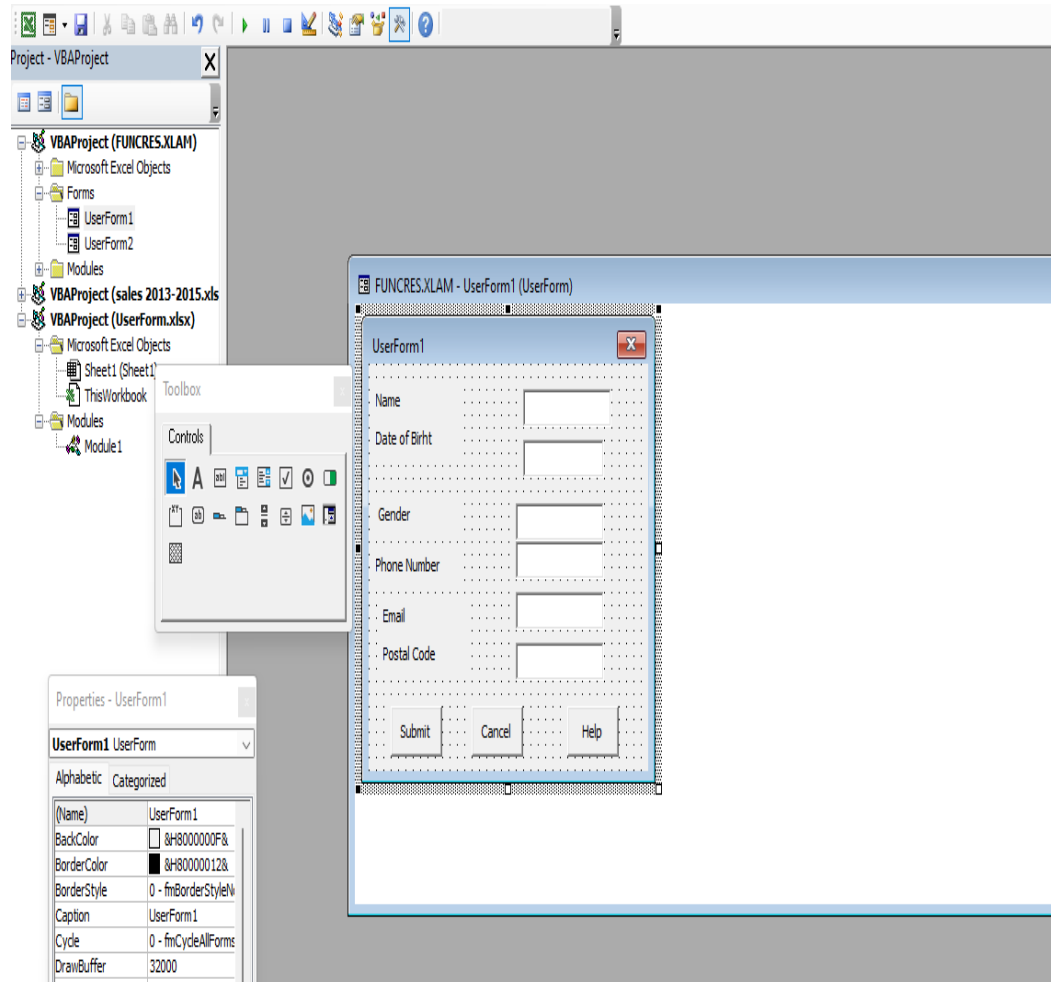 Project - VBAProject
VBAProject (FUNCRES.XLAM)
Microsoft Excel Objects
Forms
UserForm1
UserForm2
Modules
VBAProject (sales 2013-2015.xls
VBAProject (UserForm.xlsx)
Microsoft Excel Objects
Sheet1 (Sheet1)
ThisWorkbook
Modules
Module1
Toolbox
Controls
FUNCRES.XLAM - UserForm1 (UserForm)
UserForm1
Name
Date of Birht
Gender
Phone Number
Email
Postal Code
Submit Cancel Help
Properties - UserForm1
UserForm1 UserForm
Alphabetic Categorized
(Name) UserForm1
BackColor &H8000000F&
BorderColor &H80000012&
BorderStyle 0 - fmBorderStyleN
Caption UserForm1
Cycle 0 - fmCycleAllForms
DrawBuffer 32000